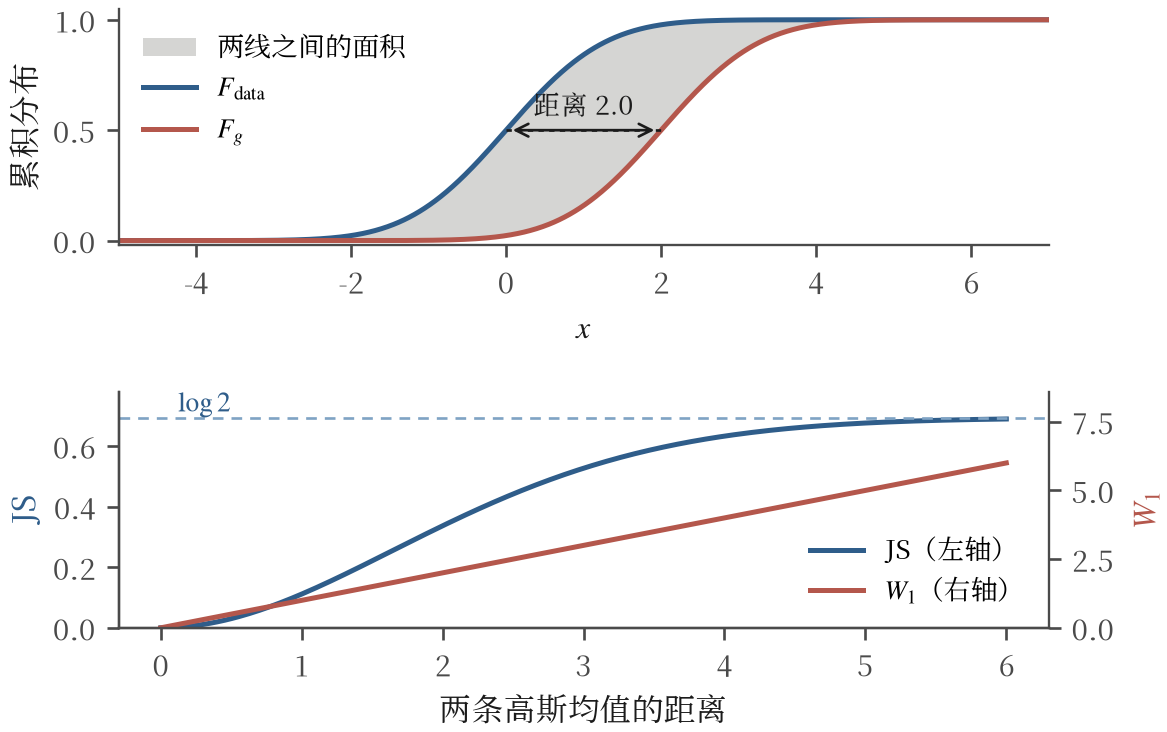 1.0
0.5
0.0
累积分布
两线之间的面积
F_data
F_g
距离 2.0
-4 -2 0 2 4 6
x
log 2
0.6
0.4
0.2
0.0
JS
7.5
5.0
2.5
0.0
W_1
JS（左轴）
W_1（右轴）
0 1 2 3 4 5 6
两条高斯均值的距离